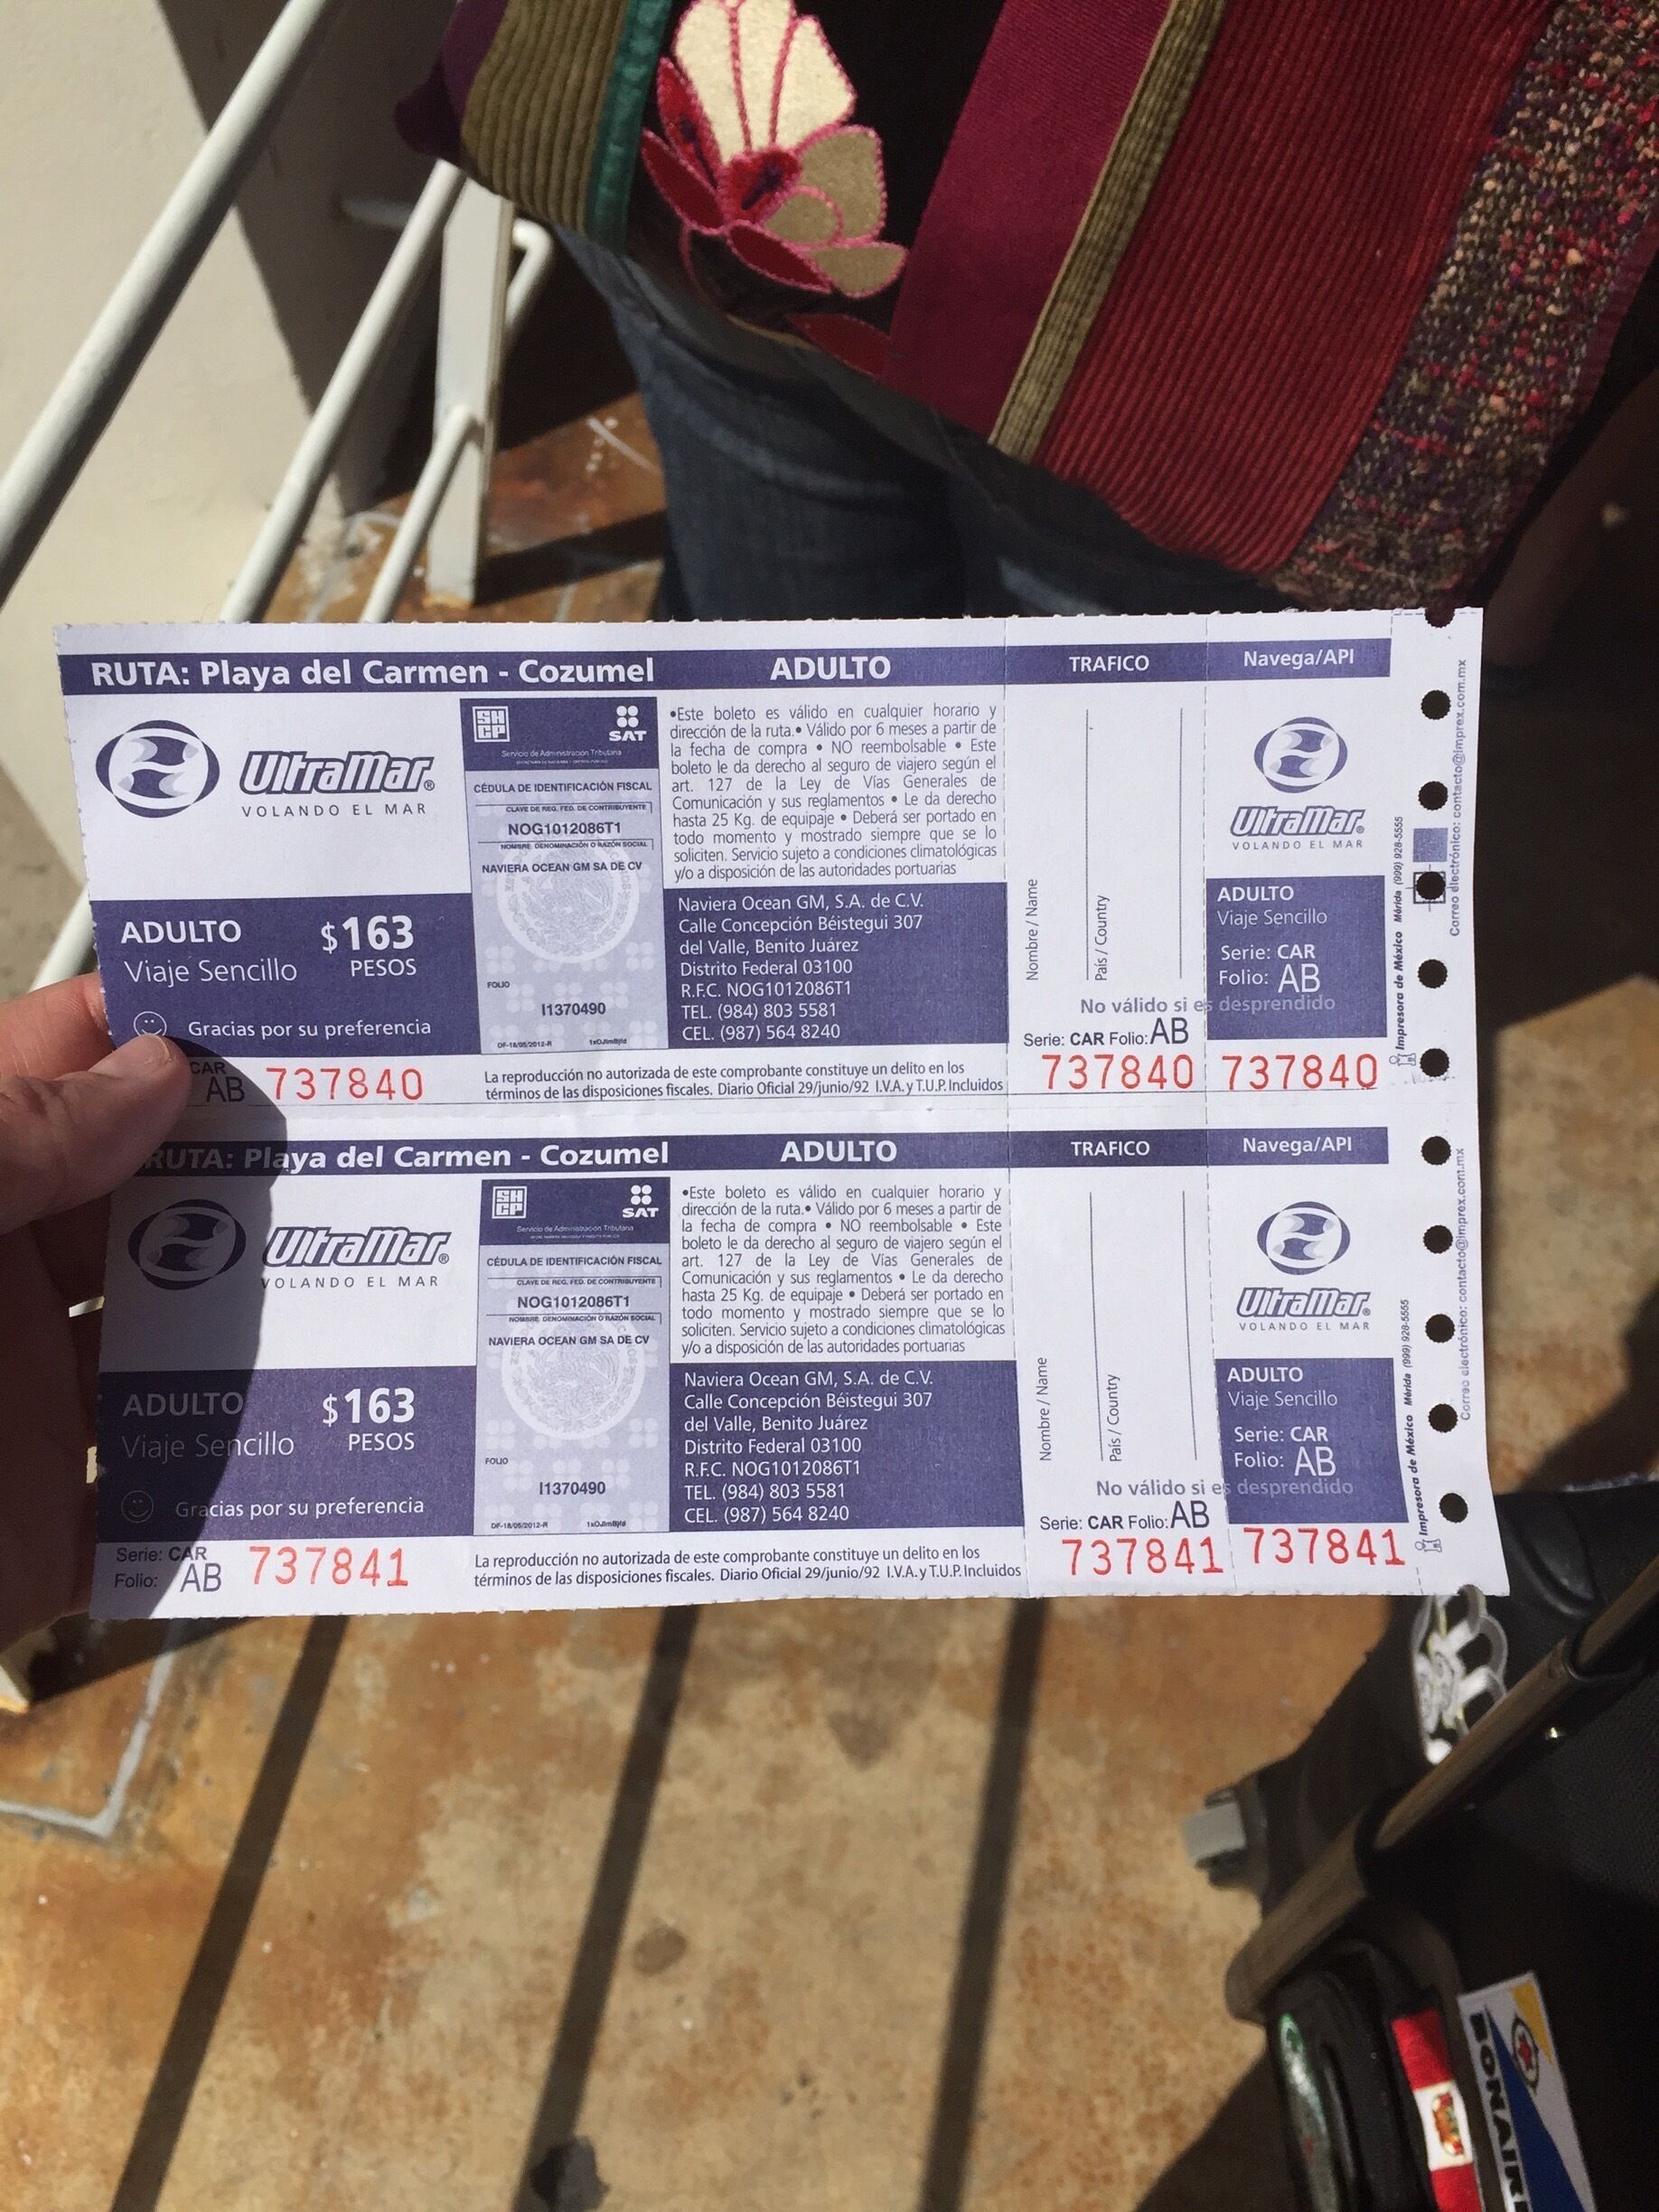 RUTA: Playa del Carmen - Cozumel ADULTO TRAFICO Navega/API
UltraMar®
VOLANDO EL MAR
ADULTO $163
Viaje Sencillo PESOS
Gracias por su preferencia
CAR
AB 737840
SHCP SAT
Servicio de Administración Tributaria
CÉDULA DE IDENTIFICACIÓN FISCAL
CLAVE DE REG. FED. DE CONTRIBUYENTE
NOG1012086T1
NOMBRE, DENOMINACIÓN O RAZÓN SOCIAL
NAVIERA OCEAN GM SA DE CV
FOLIO
I1370490
DF-18/05/2012-R
•Este boleto es válido en cualquier horario y
dirección de la ruta.• Válido por 6 meses a partir de
la fecha de compra • NO reembolsable • Este
boleto le da derecho al seguro de viajero según el
art. 127 de la Ley de Vías Generales de
Comunicación y sus reglamentos • Le da derecho
hasta 25 Kg. de equipaje • Deberá ser portado en
todo momento y mostrado siempre que se lo
soliciten. Servicio sujeto a condiciones climatológicas
y/o a disposición de las autoridades portuarias
Naviera Ocean GM, S.A. de C.V.
Calle Concepción Béistegui 307
del Valle, Benito Juárez
Distrito Federal 03100
R.F.C. NOG1012086T1
TEL. (984) 803 5581
CEL. (987) 564 8240
La reproducción no autorizada de este comprobante constituye un delito en los
términos de las disposiciones fiscales. Diario Oficial 29/junio/92 I.V.A. y T.U.P. Incluidos
Nombre / Name
País / Country
No válido si es desprendido
Serie: CAR Folio: AB
737840
UltraMar®
VOLANDO EL MAR
ADULTO
Viaje Sencillo
Serie: CAR
Folio: AB
737840
Impresora de México Mérida (999) 928-5555
Correo electrónico: contacto@imprex.com.mx
RUTA: Playa del Carmen - Cozumel ADULTO TRAFICO Navega/API
UltraMar®
VOLANDO EL MAR
ADULTO $163
Viaje Sencillo PESOS
Gracias por su preferencia
Serie: CAR
Folio: AB 737841
SHCP SAT
Servicio de Administración Tributaria
CÉDULA DE IDENTIFICACIÓN FISCAL
CLAVE DE REG. FED. DE CONTRIBUYENTE
NOG1012086T1
NOMBRE, DENOMINACIÓN O RAZÓN SOCIAL
NAVIERA OCEAN GM SA DE CV
FOLIO
I1370490
DF-18/05/2012-R
•Este boleto es válido en cualquier horario y
dirección de la ruta.• Válido por 6 meses a partir de
la fecha de compra • NO reembolsable • Este
boleto le da derecho al seguro de viajero según el
art. 127 de la Ley de Vías Generales de
Comunicación y sus reglamentos • Le da derecho
hasta 25 Kg. de equipaje • Deberá ser portado en
todo momento y mostrado siempre que se lo
soliciten. Servicio sujeto a condiciones climatológicas
y/o a disposición de las autoridades portuarias
Naviera Ocean GM, S.A. de C.V.
Calle Concepción Béistegui 307
del Valle, Benito Juárez
Distrito Federal 03100
R.F.C. NOG1012086T1
TEL. (984) 803 5581
CEL. (987) 564 8240
La reproducción no autorizada de este comprobante constituye un delito en los
términos de las disposiciones fiscales. Diario Oficial 29/junio/92 I.V.A. y T.U.P. Incluidos
Nombre / Name
País / Country
No válido si es desprendido
Serie: CAR Folio: AB
737841
UltraMar®
VOLANDO EL MAR
ADULTO
Viaje Sencillo
Serie: CAR
Folio: AB
737841
Impresora de México Mérida (999) 928-5555
Correo electrónico: contacto@imprex.com.mx
BONAIRE